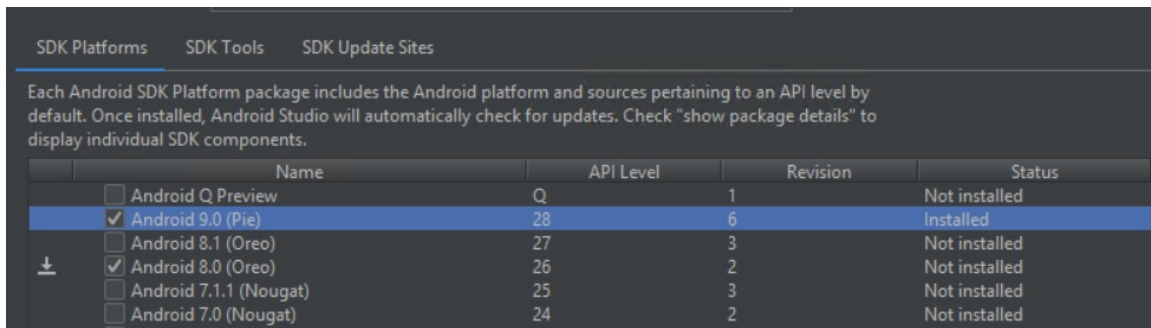 SDK Platforms SDK Tools SDK Update Sites
Each Android SDK Platform package includes the Android platform and sources pertaining to an API level by
default. Once installed, Android Studio will automatically check for updates. Check "show package details" to
display individual SDK components.
Name API Level Revision Status
Android Q Preview Q 1 Not installed
Android 9.0 (Pie) 28 6 Installed
Android 8.1 (Oreo) 27 3 Not installed
Android 8.0 (Oreo) 26 2 Not installed
Android 7.1.1 (Nougat) 25 3 Not installed
Android 7.0 (Nougat) 24 2 Not installed